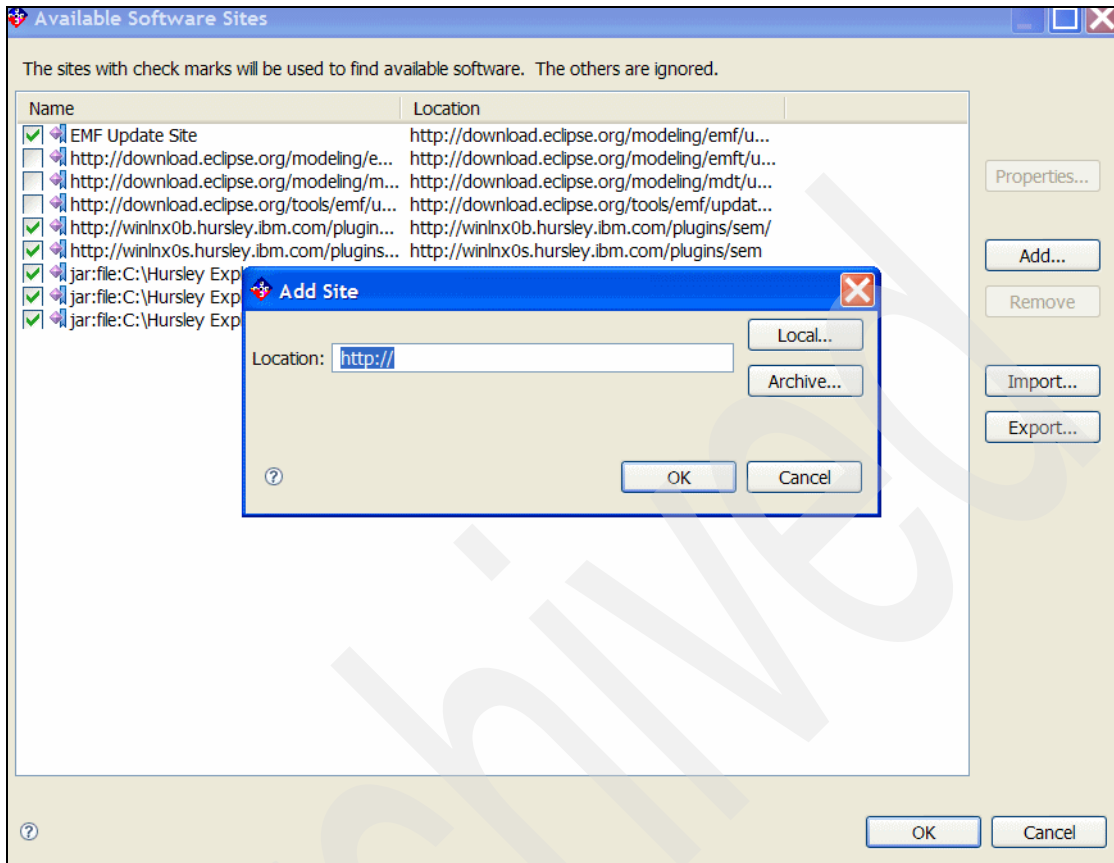 Available Software Sites
The sites with check marks will be used to find available software. The others are ignored.
Name Location
EMF Update Site http://download.eclipse.org/modeling/emf/u...
http://download.eclipse.org/modeling/e... http://download.eclipse.org/modeling/emft/u...
http://download.eclipse.org/modeling/m... http://download.eclipse.org/modeling/mdt/u...
http://download.eclipse.org/tools/emf/u... http://download.eclipse.org/tools/emf/updat...
http://winlnx0b.hursley.ibm.com/plugin... http://winlnx0b.hursley.ibm.com/plugins/sem/
http://winlnx0s.hursley.ibm.com/plugins... http://winlnx0s.hursley.ibm.com/plugins/sem
jar:file:C:\Hursley Exp
jar:file:C:\Hursley Exp
jar:file:C:\Hursley Exp
Properties...
Add...
Remove
Import...
Export...
Add Site
Location: http://
Local...
Archive...
OK Cancel
OK Cancel